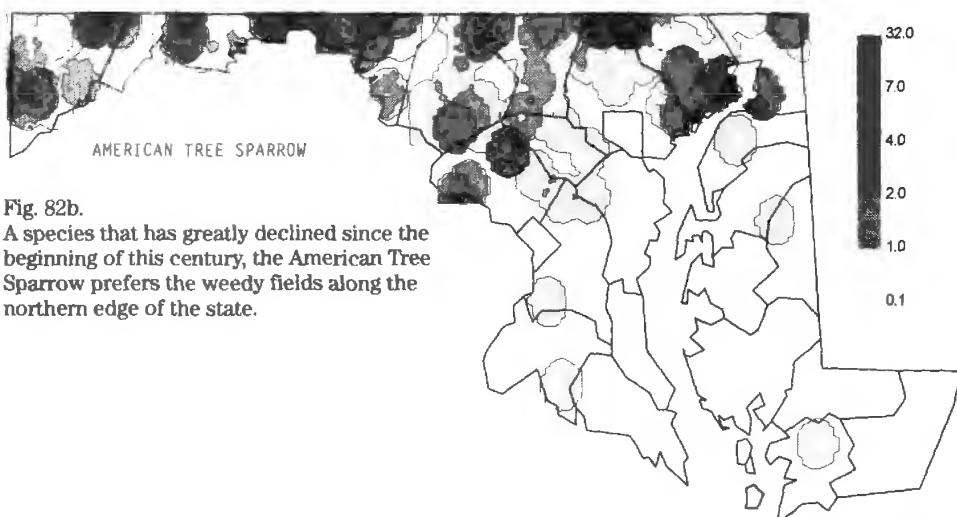 32.0
7.0
4.0
2.0
1.0
0.1
AMERICAN TREE SPARROW
Fig. 82b.
A species that has greatly declined since the
beginning of this century, the American Tree
Sparrow prefers the weedy fields along the
northern edge of the state.